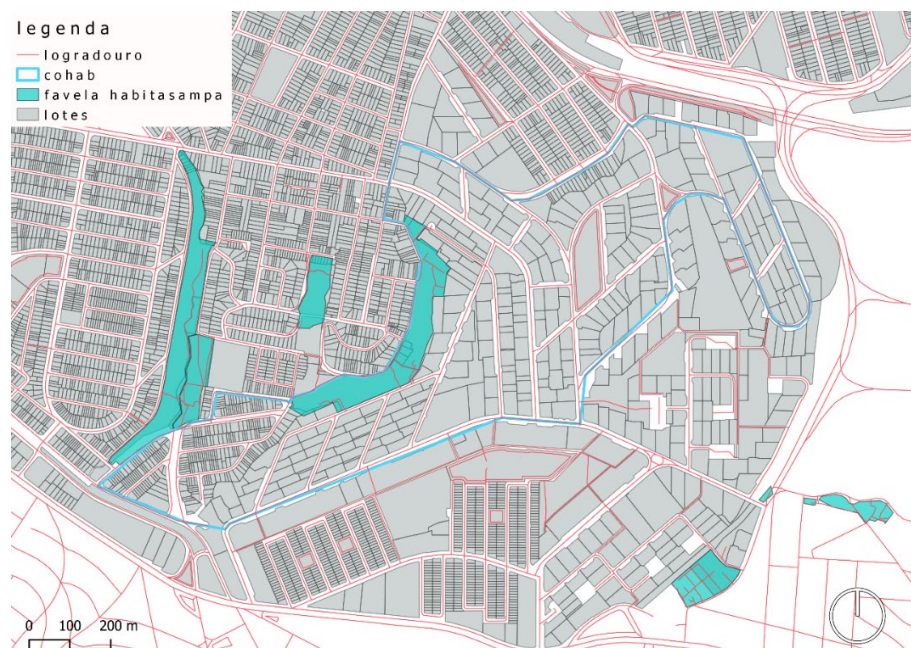 legenda
logradouro
cohab
favela habitasampa
lotes
0 100 200 m